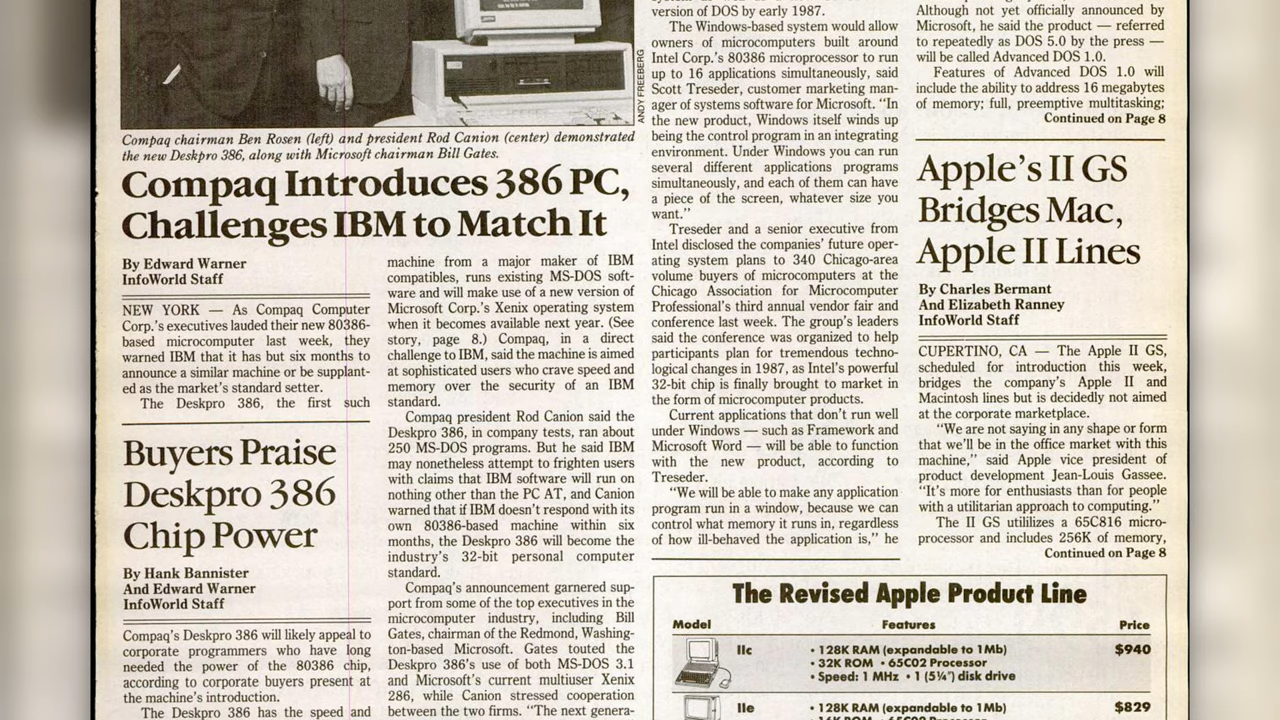 ANDY FREEBERG
Compaq chairman Ben Rosen (left) and president Rod Canion (center) demonstrated
the new Deskpro 386, along with Microsoft chairman Bill Gates.
Compaq Introduces 386 PC,
Challenges IBM to Match It
By Edward Warner
InfoWorld Staff
NEW YORK — As Compaq Computer
Corp.'s executives lauded their new 80386-
based microcomputer last week, they
warned IBM that it has but six months to
announce a similar machine or be supplant-
ed as the market's standard setter.
The Deskpro 386, the first such
machine from a major maker of IBM
compatibles, runs existing MS-DOS soft-
ware and will make use of a new version of
Microsoft Corp.'s Xenix operating system
when it becomes available next year. (See
story, page 8.) Compaq, in a direct
challenge to IBM, said the machine is aimed
at sophisticated users who crave speed and
memory over the security of an IBM
standard.
Compaq president Rod Canion said the
Deskpro 386, in company tests, ran about
250 MS-DOS programs. But he said IBM
may nonetheless attempt to frighten users
with claims that IBM software will run on
nothing other than the PC AT, and Canion
warned that if IBM doesn't respond with its
own 80386-based machine within six
months, the Deskpro 386 will become the
industry's 32-bit personal computer
standard.
Compaq's announcement garnered sup-
port from some of the top executives in the
microcomputer industry, including Bill
Gates, chairman of the Redmond, Washing-
ton-based Microsoft. Gates touted the
Deskpro 386's use of both MS-DOS 3.1
and Microsoft's current multiuser Xenix
286, while Canion stressed cooperation
between the two firms. "The next genera-
Buyers Praise
Deskpro 386
Chip Power
By Hank Bannister
And Edward Warner
InfoWorld Staff
Compaq's Deskpro 386 will likely appeal to
corporate programmers who have long
needed the power of the 80386 chip,
according to corporate buyers present at
the machine's introduction.
The Deskpro 386 has the speed and
version of DOS by early 1987.
The Windows-based system would allow
owners of microcomputers built around
Intel Corp.'s 80386 microprocessor to run
up to 16 applications simultaneously, said
Scott Treseder, customer marketing man-
ager of systems software for Microsoft. "In
the new product, Windows itself winds up
being the control program in an integrating
environment. Under Windows you can run
several different applications programs
simultaneously, and each of them can have
a piece of the screen, whatever size you
want."
Treseder and a senior executive from
Intel disclosed the companies' future oper-
ating system plans to 340 Chicago-area
volume buyers of microcomputers at the
Chicago Association for Microcomputer
Professional's third annual vendor fair and
conference last week. The group's leaders
said the conference was organized to help
participants plan for tremendous techno-
logical changes in 1987, as Intel's powerful
32-bit chip is finally brought to market in
the form of microcomputer products.
Current applications that don't run well
under Windows — such as Framework and
Microsoft Word — will be able to function
with the new product, according to
Treseder.
"We will be able to make any application
program run in a window, because we can
control what memory it runs in, regardless
of how ill-behaved the application is," he
Although not yet officially announced by
Microsoft, he said the product — referred
to repeatedly as DOS 5.0 by the press —
will be called Advanced DOS 1.0.
Features of Advanced DOS 1.0 will
include the ability to address 16 megabytes
of memory; full, preemptive multitasking;
Continued on Page 8
Apple's II GS
Bridges Mac,
Apple II Lines
By Charles Bermant
And Elizabeth Ranney
InfoWorld Staff
CUPERTINO, CA — The Apple II GS,
scheduled for introduction this week,
bridges the company's Apple II and
Macintosh lines but is decidedly not aimed
at the corporate marketplace.
"We are not saying in any shape or form
that we'll be in the office market with this
machine," said Apple vice president of
product development Jean-Louis Gassee.
"It's more for enthusiasts than for people
with a utilitarian approach to computing."
The II GS utililizes a 65C816 micro-
processor and includes 256K of memory,
Continued on Page 8
The Revised Apple Product Line
Model Features Price
IIc • 128K RAM (expandable to 1Mb) $940
• 32K ROM • 65C02 Processor
• Speed: 1 MHz • 1 (5¼") disk drive
IIe • 128K RAM (expandable to 1Mb) $829